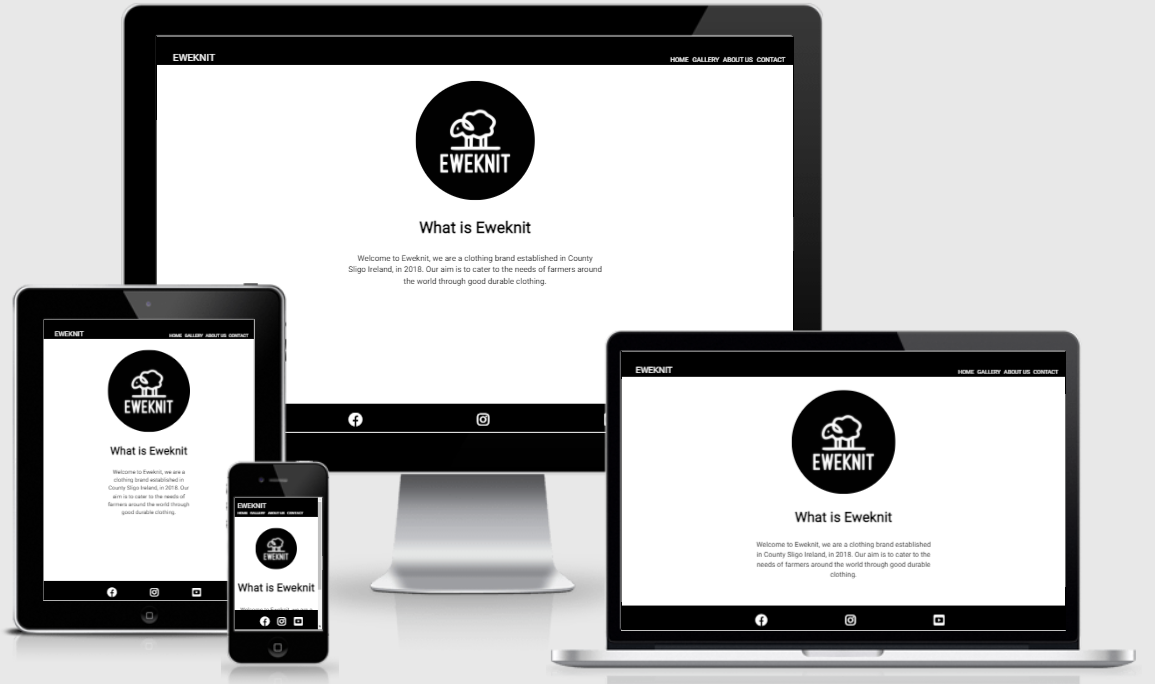 EWEKNIT
HOME GALLERY ABOUT US CONTACT
EWEKNIT
What is Eweknit
Welcome to Eweknit, we are a clothing brand established in County
Sligo Ireland, in 2018. Our aim is to cater to the needs of farmers around
the world through good durable clothing.
EWEKNIT
HOME GALLERY ABOUT US CONTACT
EWEKNIT
What is Eweknit
Welcome to Eweknit, we are a
clothing brand established in
County Sligo Ireland, in 2018. Our
aim is to cater to the needs of
farmers around the world through
good durable clothing.
EWEKNIT
HOME GALLERY ABOUT US CONTACT
EWEKNIT
What is Eweknit
Welcome to Eweknit, we are a
EWEKNIT
HOME GALLERY ABOUT US CONTACT
EWEKNIT
What is Eweknit
Welcome to Eweknit, we are a clothing brand established
in County Sligo Ireland, in 2018. Our aim is to cater to the
needs of farmers around the world through good durable
clothing.